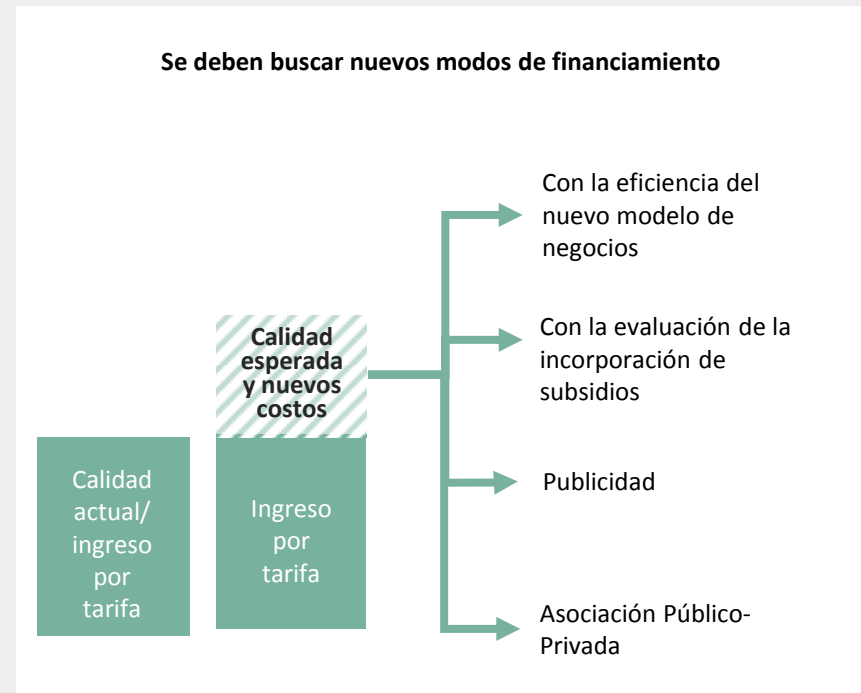 Se deben buscar nuevos modos de financiamiento
Con la eficiencia del
nuevo modelo de
negocios
Calidad
esperada
y nuevos
costos
Con la evaluación de la
incorporación de
subsidios
Calidad
actual/
ingreso
por
tarifa
Ingreso
por
tarifa
Publicidad
Asociación Público-
Privada